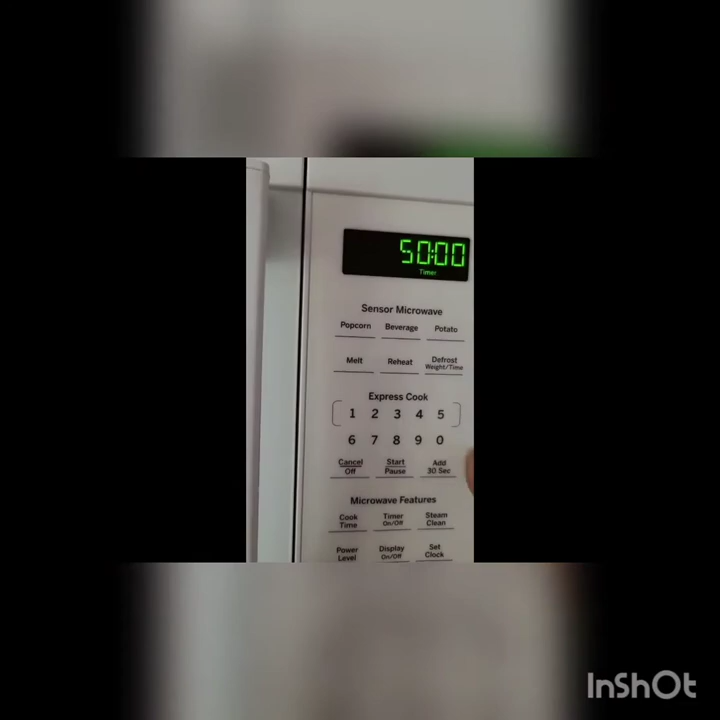 50:00
Timer
Sensor Microwave
Popcorn Beverage Potato
Melt Reheat Defrost
Weight/Time
Express Cook
1 2 3 4 5
6 7 8 9 0
Cancel Start Add
Off Pause 30 Sec
Microwave Features
Cook Timer Steam
Time On/Off Clean
Power Display Set
Level On/Off Clock
InShOt